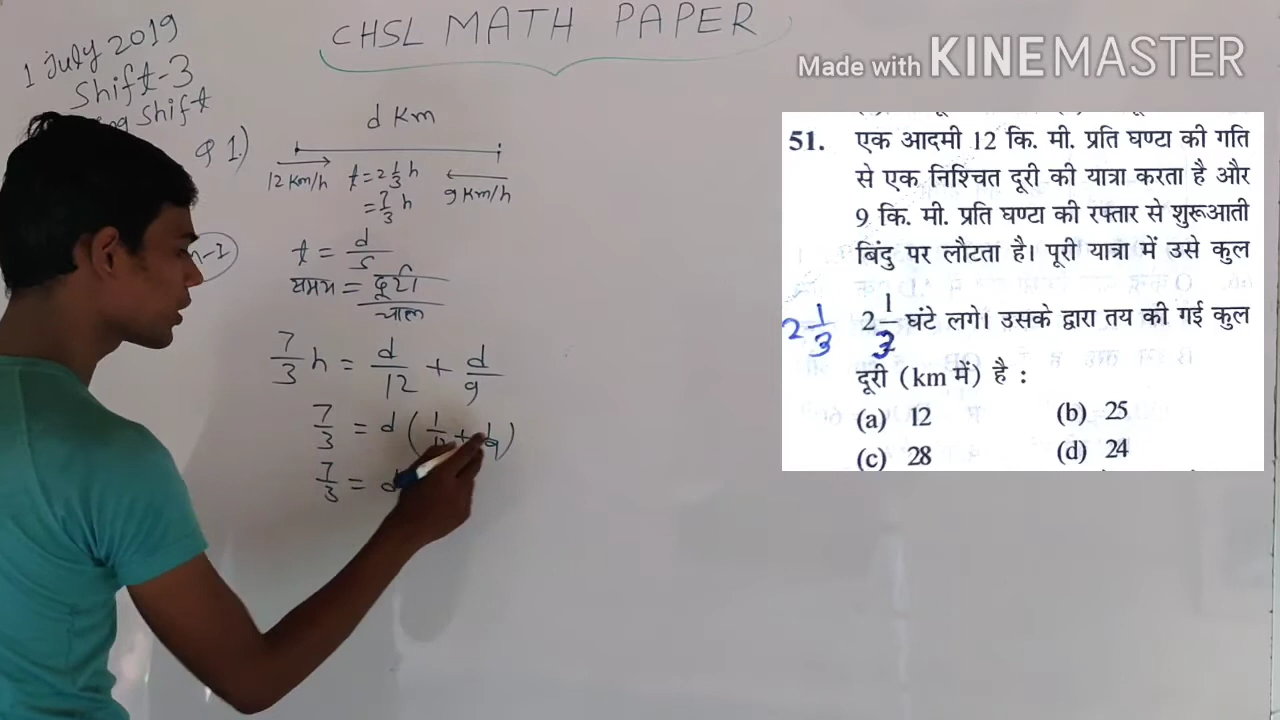 CHSL MATH PAPER
1 July 2019
Shift-3
Shift
Q 1)
d Km
12 Km/h
t = 2 1/3 h
= 7/3 h
9 Km/h
t = d/s
समय = दूरी/चाल
7/3 h = d/12 + d/9
7/3 = d
7/3 = d
Made with KINEMASTER
51. एक आदमी 12 कि. मी. प्रति घण्टा की गति
से एक निश्चित दूरी की यात्रा करता है और
9 कि. मी. प्रति घण्टा की रफ्तार से शुरूआती
बिंदु पर लौटता है। पूरी यात्रा में उसे कुल
2 1/3 2 1/3 घंटे लगे। उसके द्वारा तय की गई कुल
दूरी (km में) है :
(a) 12 (b) 25
(c) 28 (d) 24